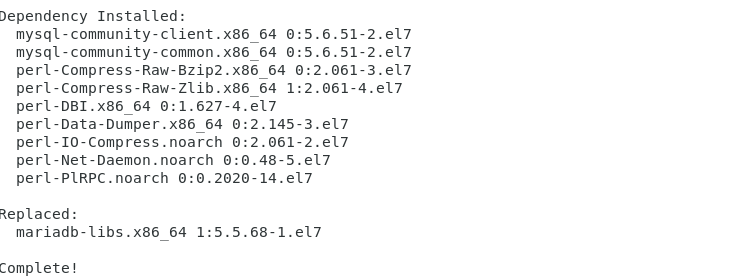 Dependency Installed:
  mysql-community-client.x86_64 0:5.6.51-2.el7
  mysql-community-common.x86_64 0:5.6.51-2.el7
  perl-Compress-Raw-Bzip2.x86_64 0:2.061-3.el7
  perl-Compress-Raw-Zlib.x86_64 1:2.061-4.el7
  perl-DBI.x86_64 0:1.627-4.el7
  perl-Data-Dumper.x86_64 0:2.145-3.el7
  perl-IO-Compress.noarch 0:2.061-2.el7
  perl-Net-Daemon.noarch 0:0.48-5.el7
  perl-PlRPC.noarch 0:0.2020-14.el7

Replaced:
  mariadb-libs.x86_64 1:5.5.68-1.el7

Complete!